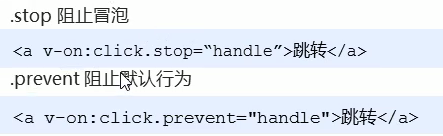 .stop 阻止冒泡
<a v-on:click.stop=“handle”>跳转</a>
.prevent 阻止默认行为
<a v-on:click.prevent="handle">跳转</a>